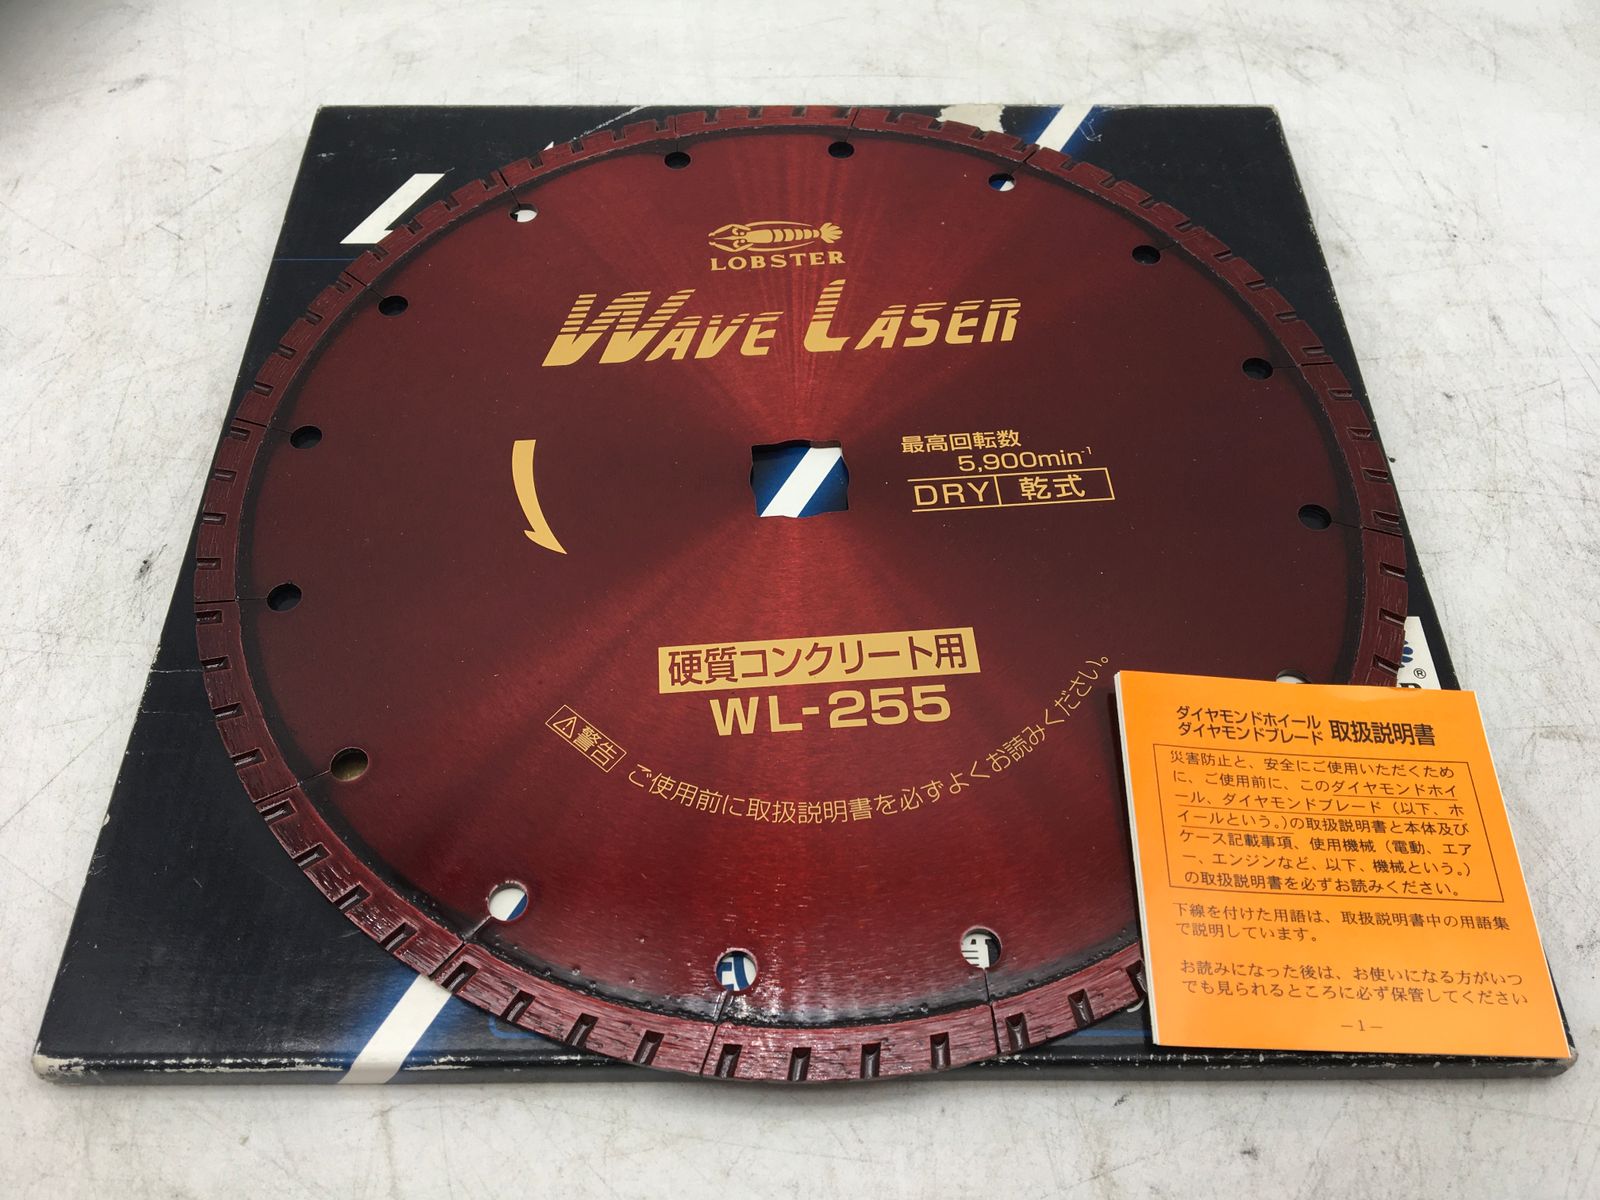 LOBSTER
WAVE LASER
最高回転数
5,900min⁻¹
DRY 乾式
硬質コンクリート用
WL-255
⚠警告 ご使用前に取扱説明書を必ずよくお読みください。
®
ダイヤモンドホイール
ダイヤモンドブレード 取扱説明書
災害防止と、安全にご使用いただくため
に、ご使用前に、このダイヤモンドホイ
ール、ダイヤモンドブレード（以下、ホ
イールという。）の取扱説明書と本体及び
ケース記載事項、使用機械（電動、エア
ー、エンジンなど、以下、機械という。）
の取扱説明書を必ずお読みください。
下線を付けた用語は、取扱説明書中の用語集
で説明しています。
お読みになった後は、お使いになる方がいつ
でも見られるところに必ず保管してください
－1－